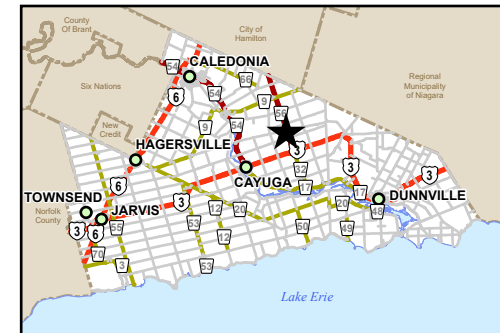 County
Of Brant
City of
Hamilton
54
CALEDONIA
66
Six Nations
Regional
Municipality
of Niagara
6
54
9
56
New
Credit
9
54
3
HAGERSVILLE
3
32
6
CAYUGA
17
17
3
TOWNSEND
3
DUNNVILLE
Norfolk
County
JARVIS
12
20
20
48
3
6
55
53
12
50
49
70
3
53
Lake Erie